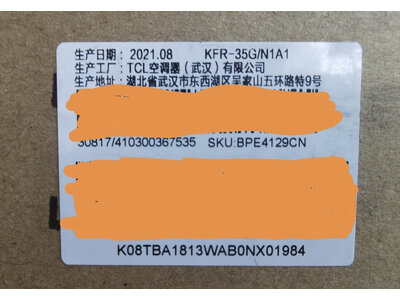 生产日期：2021.08 KFR-35G/N1A1
生产工厂：TCL空调器（武汉）有限公司
生产地址：湖北省武汉市东西湖区吴家山五环路特9号
30817/410300367535 SKU:BPE4129CN
K08TBA1813WAB0NX01984